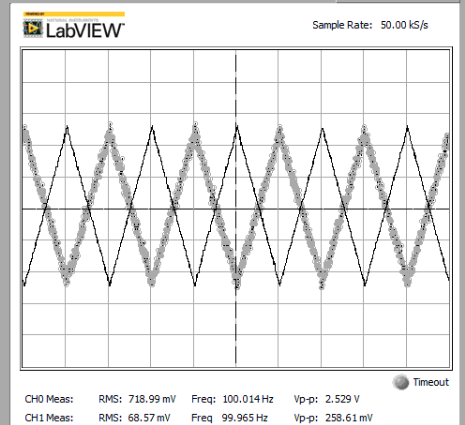 POWERED BY
NATIONAL INSTRUMENTS
LabVIEW™
Sample Rate: 50.00 kS/s
Timeout
CH0 Meas: RMS: 718.99 mV Freq: 100.014 Hz Vp-p: 2.529 V
CH1 Meas: RMS: 68.57 mV Freq 99.965 Hz Vp-p: 258.61 mV